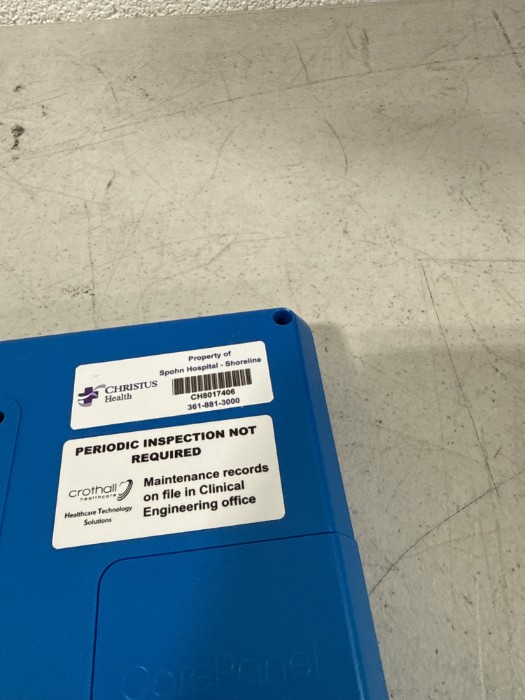 Property of
Spohn Hospital - Shoreline
CHRISTUS
Health
CH8017406
361-881-3000
PERIODIC INSPECTION NOT
REQUIRED
crothall
healthcare
Healthcare Technology
Solutions
Maintenance records
on file in Clinical
Engineering office
CarePanel